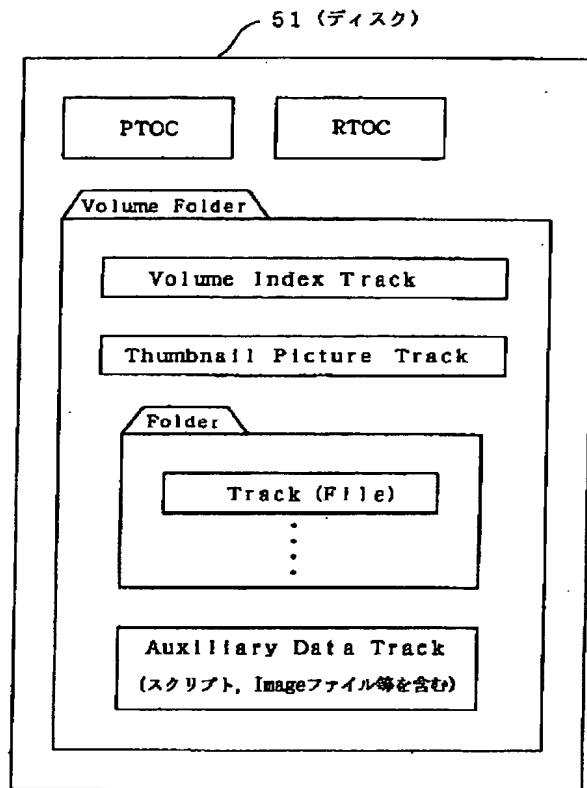 51 (ディスク)
PTOC
RTOC
Volume Folder
Volume Index Track
Thumbnail Picture Track
Folder
Track (File)
Auxiliary Data Track
(スクリプト, Imageファイル等を含む)